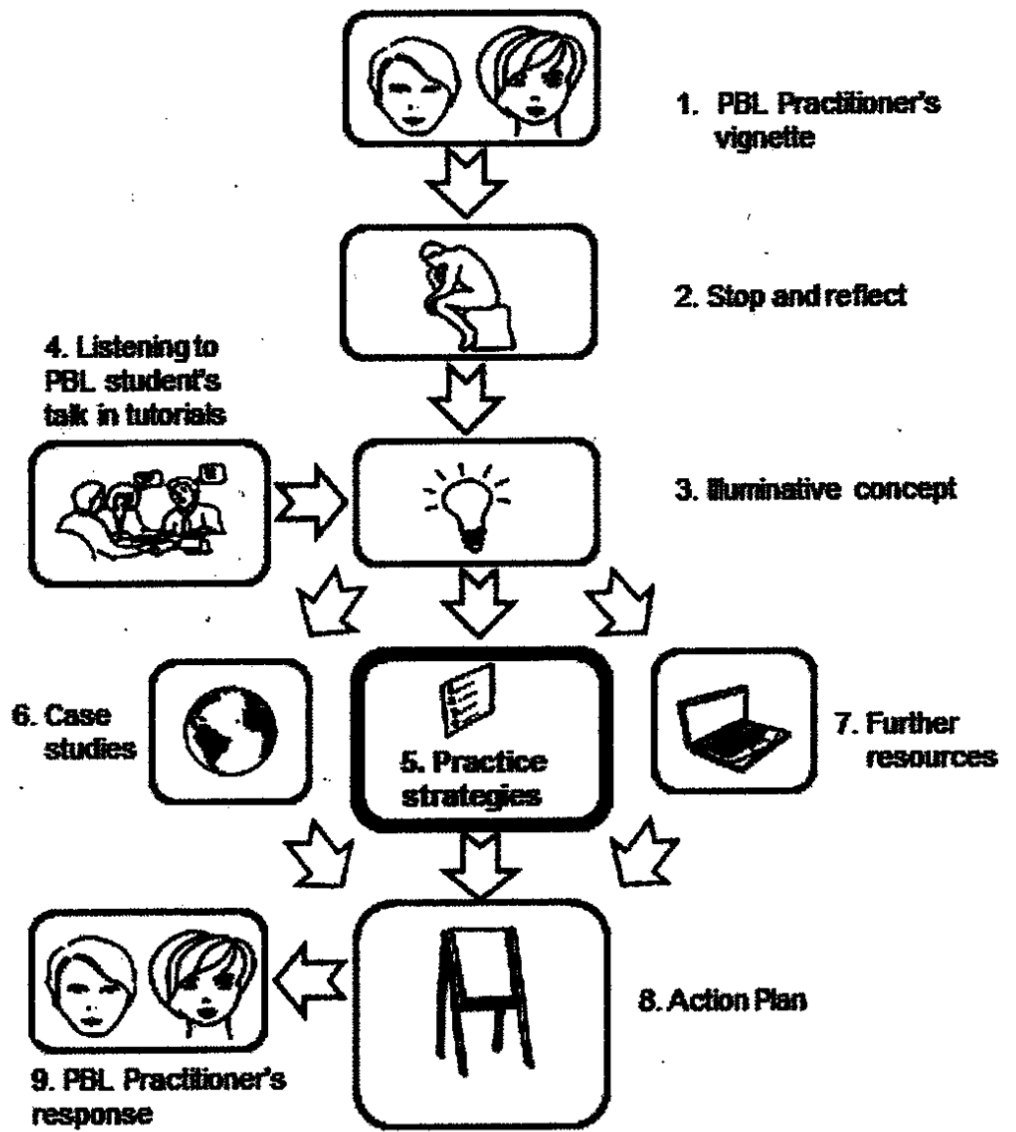 1. PBL Practitioner's
vignette
2. Stop and reflect
4. Listening to
PBL student's
talk in tutorials
3. Illuminative concept
6. Case
studies
5. Practice
strategies
7. Further
resources
8. Action Plan
9. PBL Practitioner's
response